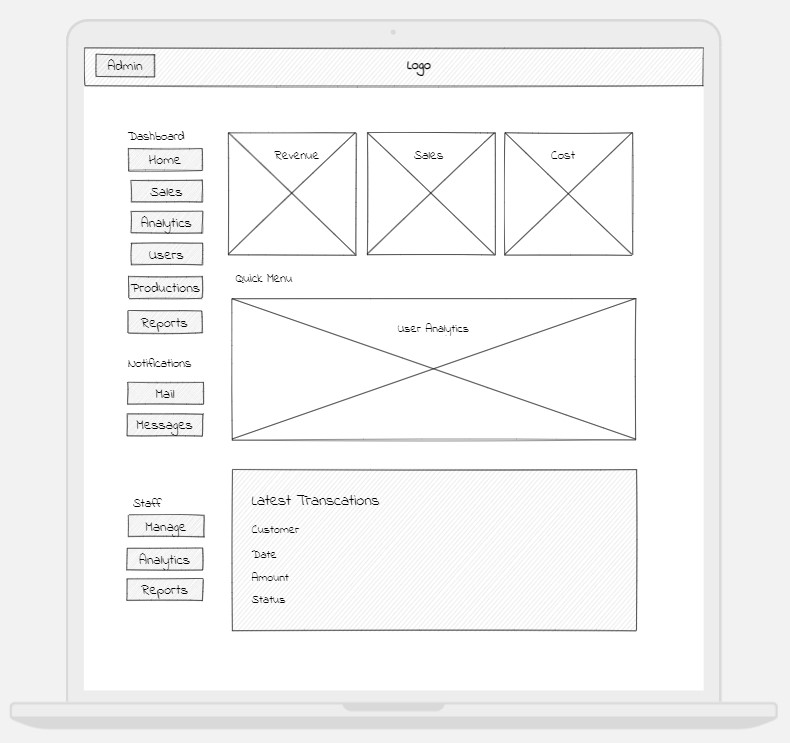 Admin
Logo
Dashboard
Home
Sales
Analytics
Users
Productions
Reports
Notifications
Mail
Messages
Staff
Manage
Analytics
Reports
Revenue
Sales
Cost
Quick Menu
User Analytics
Latest Transcations
Customer
Date
Amount
Status